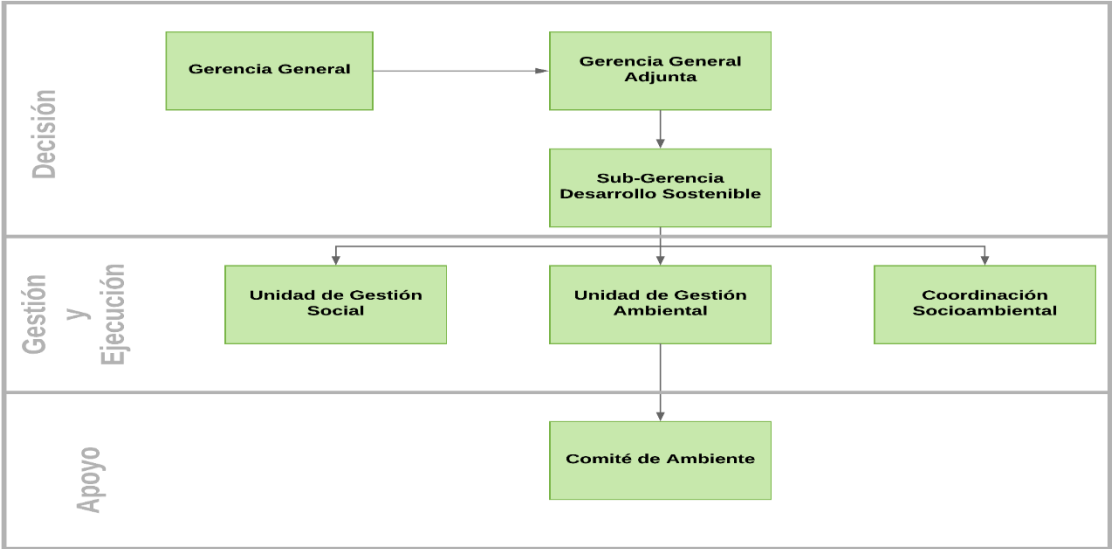 Decisión
Gerencia General
Gerencia General
Adjunta
Sub-Gerencia
Desarrollo Sostenible
Gestión
y
Ejecución
Unidad de Gestión
Social
Unidad de Gestión
Ambiental
Coordinación
Socioambiental
Apoyo
Comité de Ambiente